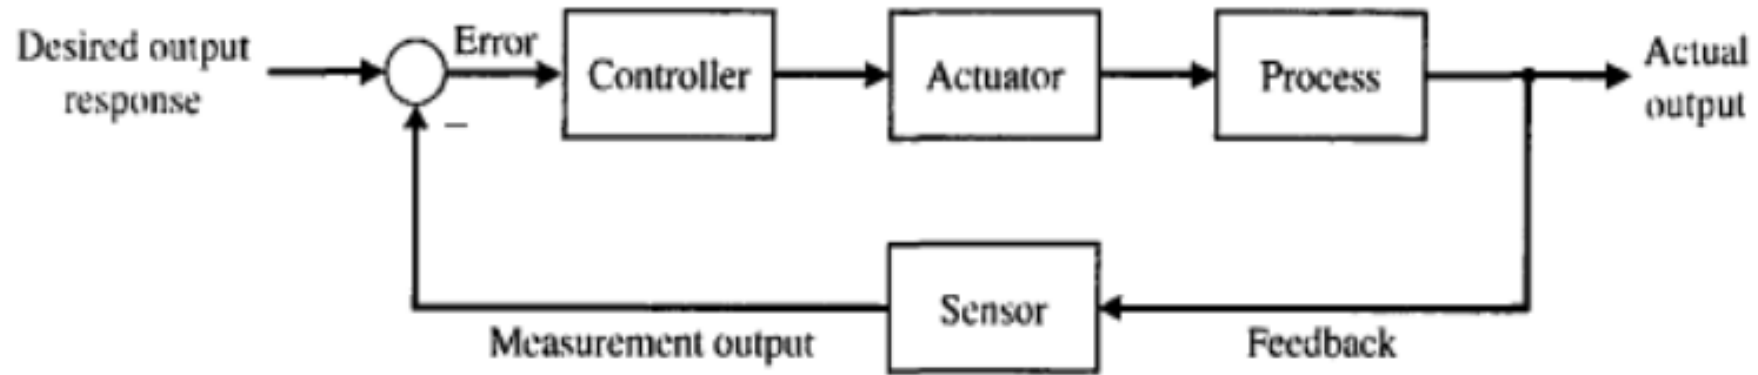 Desired output
response
Error
Controller
Actuator
Process
Actual
output
–
Sensor
Measurement output
Feedback